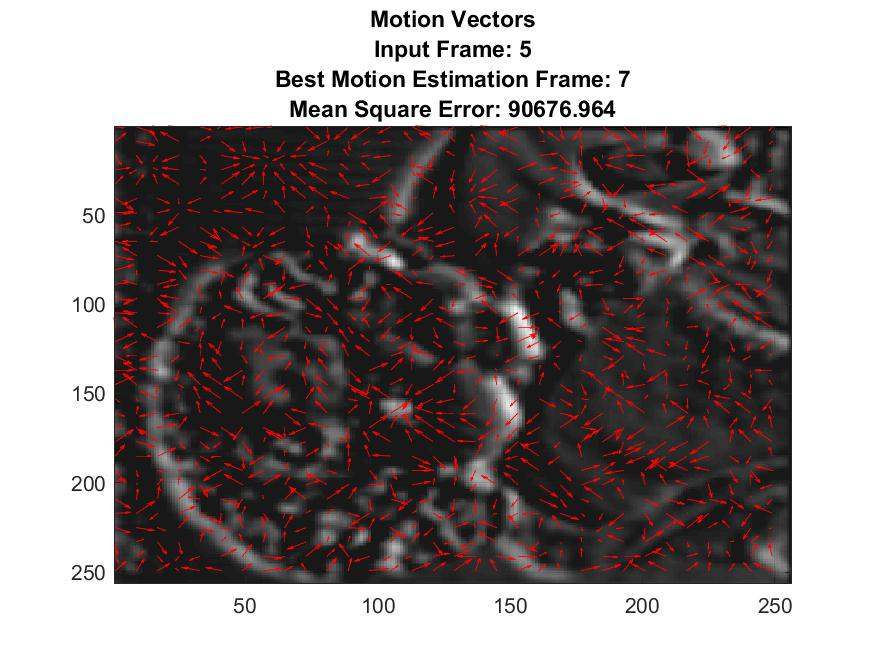 Motion Vectors
Input Frame: 5
Best Motion Estimation Frame: 7
Mean Square Error: 90676.964
50
100
150
200
250
50 100 150 200 250